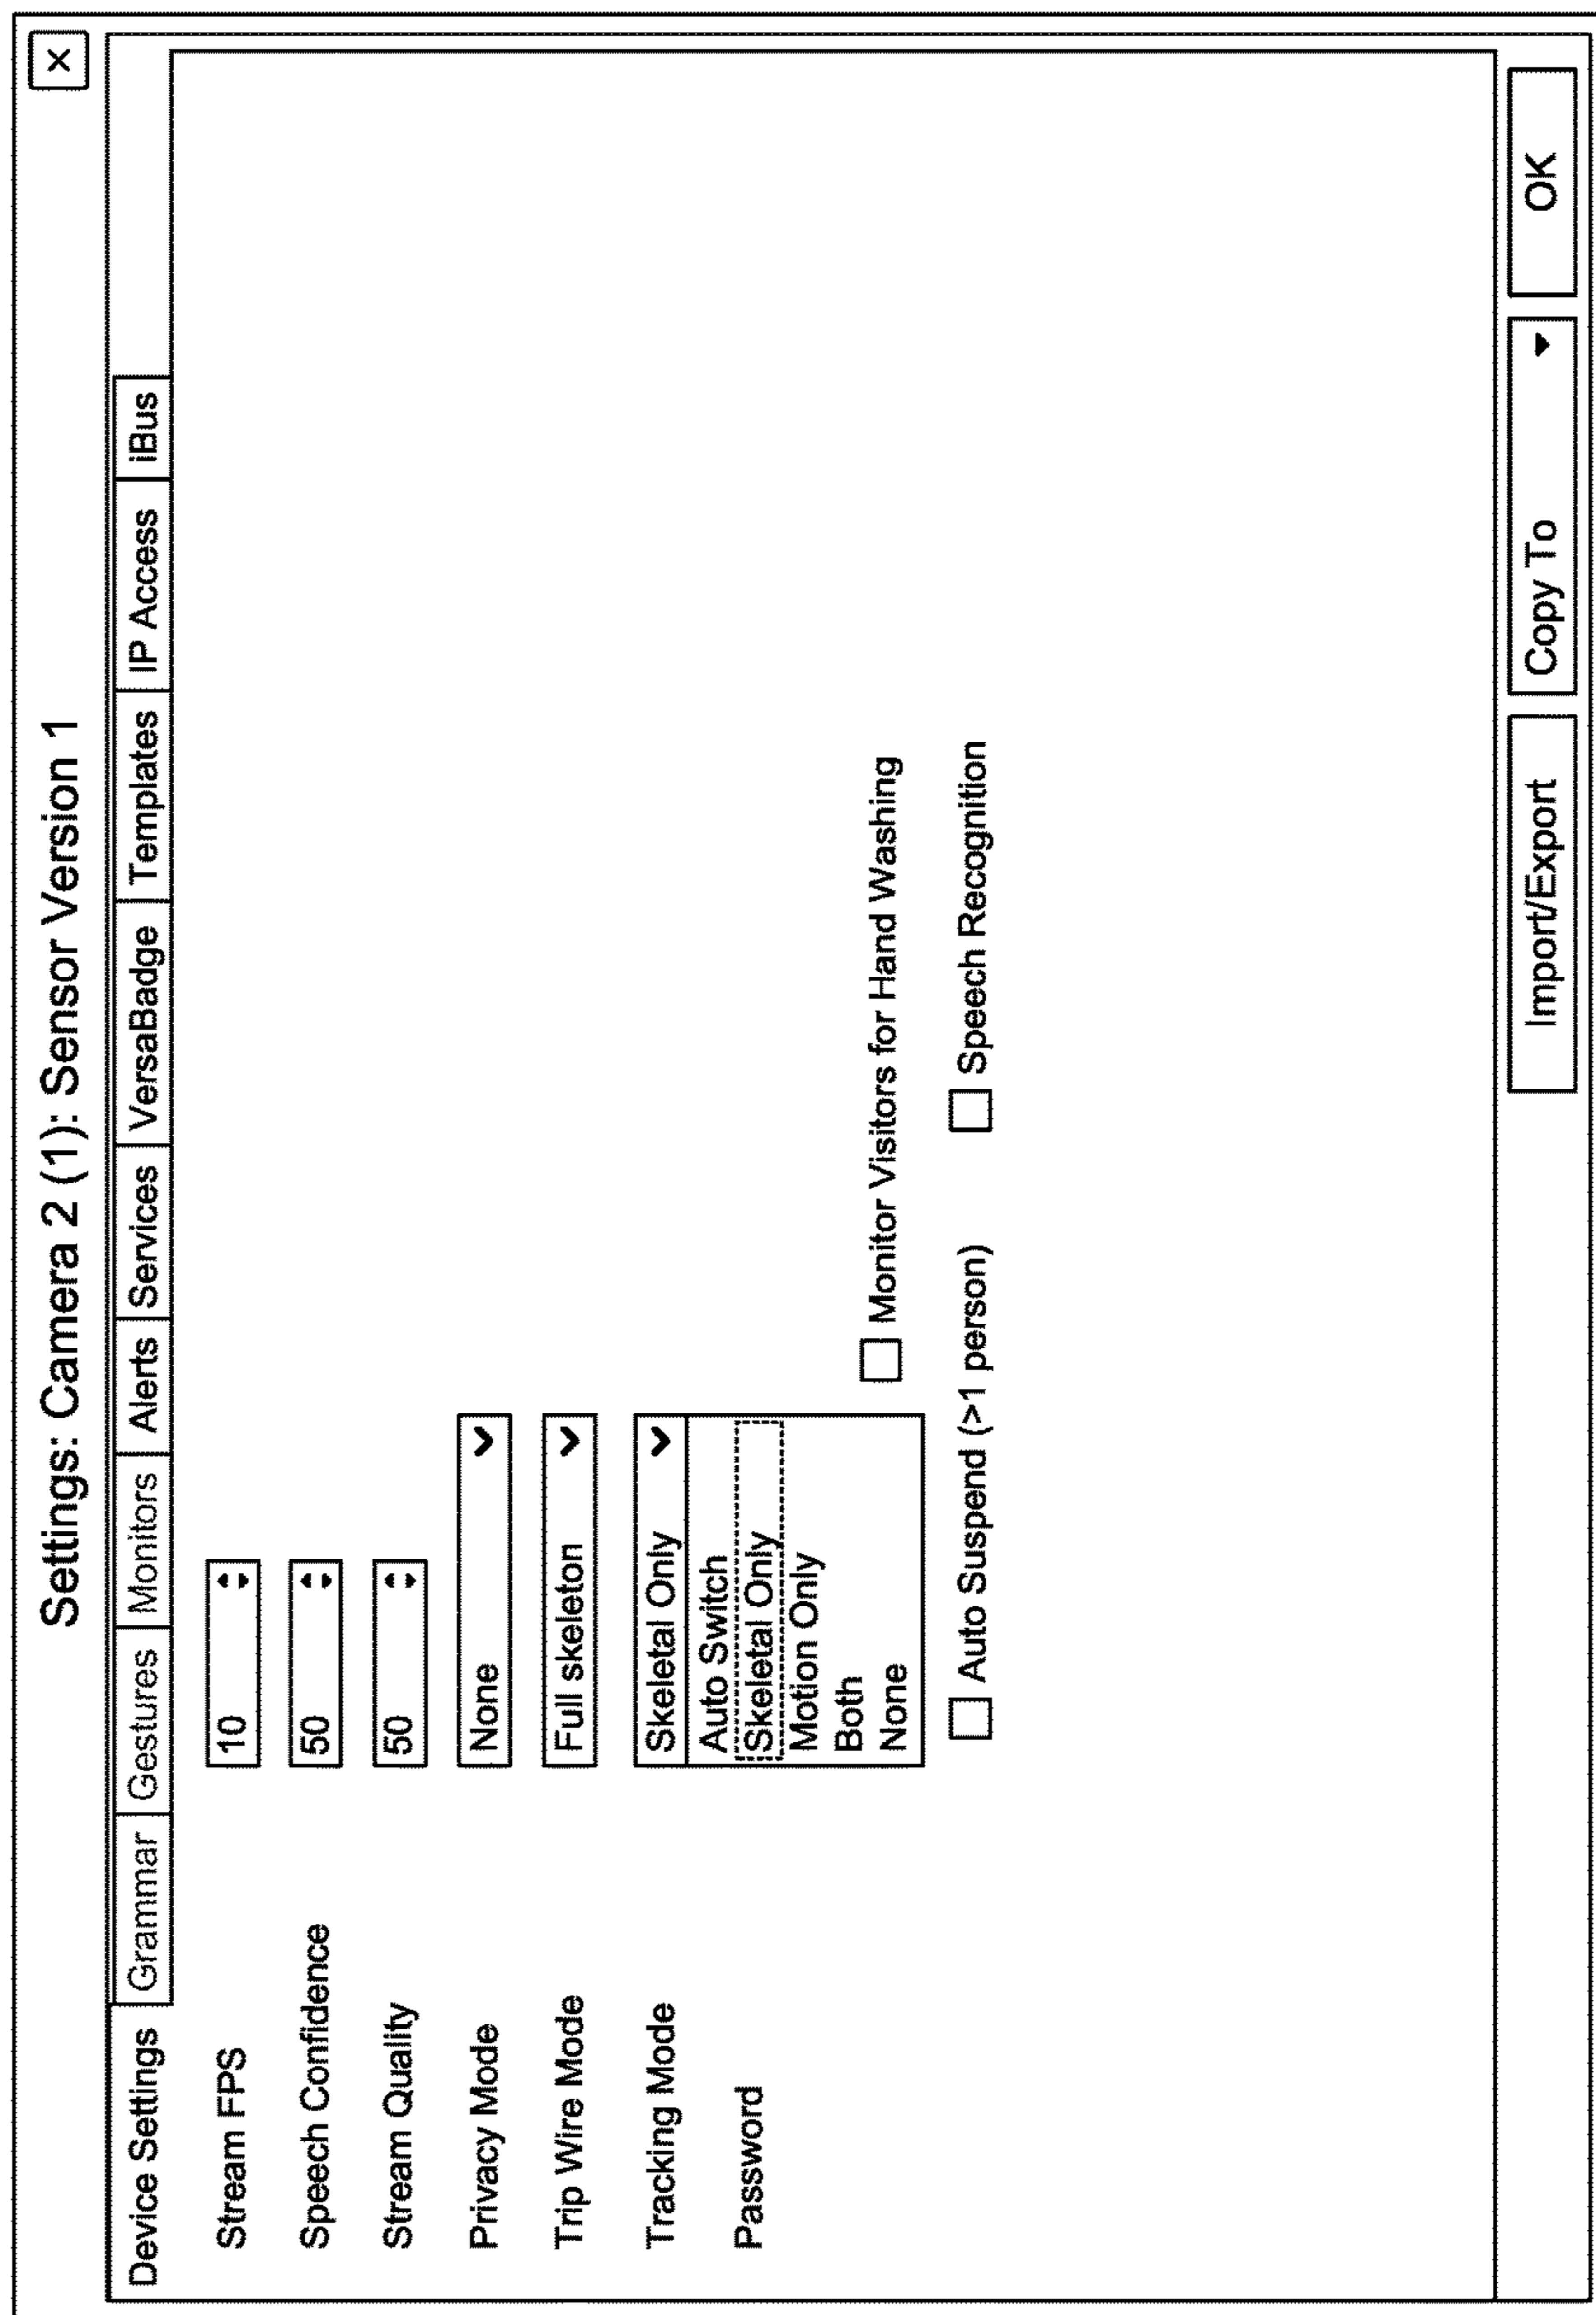 Settings: Camera 2 (1): Sensor Version 1
X
Device Settings Grammar Gestures Monitors Alerts Services VersaBadge Templates IP Access iBus
Stream FPS 10
Speech Confidence 50
Stream Quality 50
Privacy Mode None
Trip Wire Mode Full skeleton
Tracking Mode Skeletal Only
Auto Switch
Password Skeletal Only
Motion Only
Both
None
Monitor Visitors for Hand Washing
Auto Suspend (>1 person) Speech Recognition
Import/Export Copy To OK